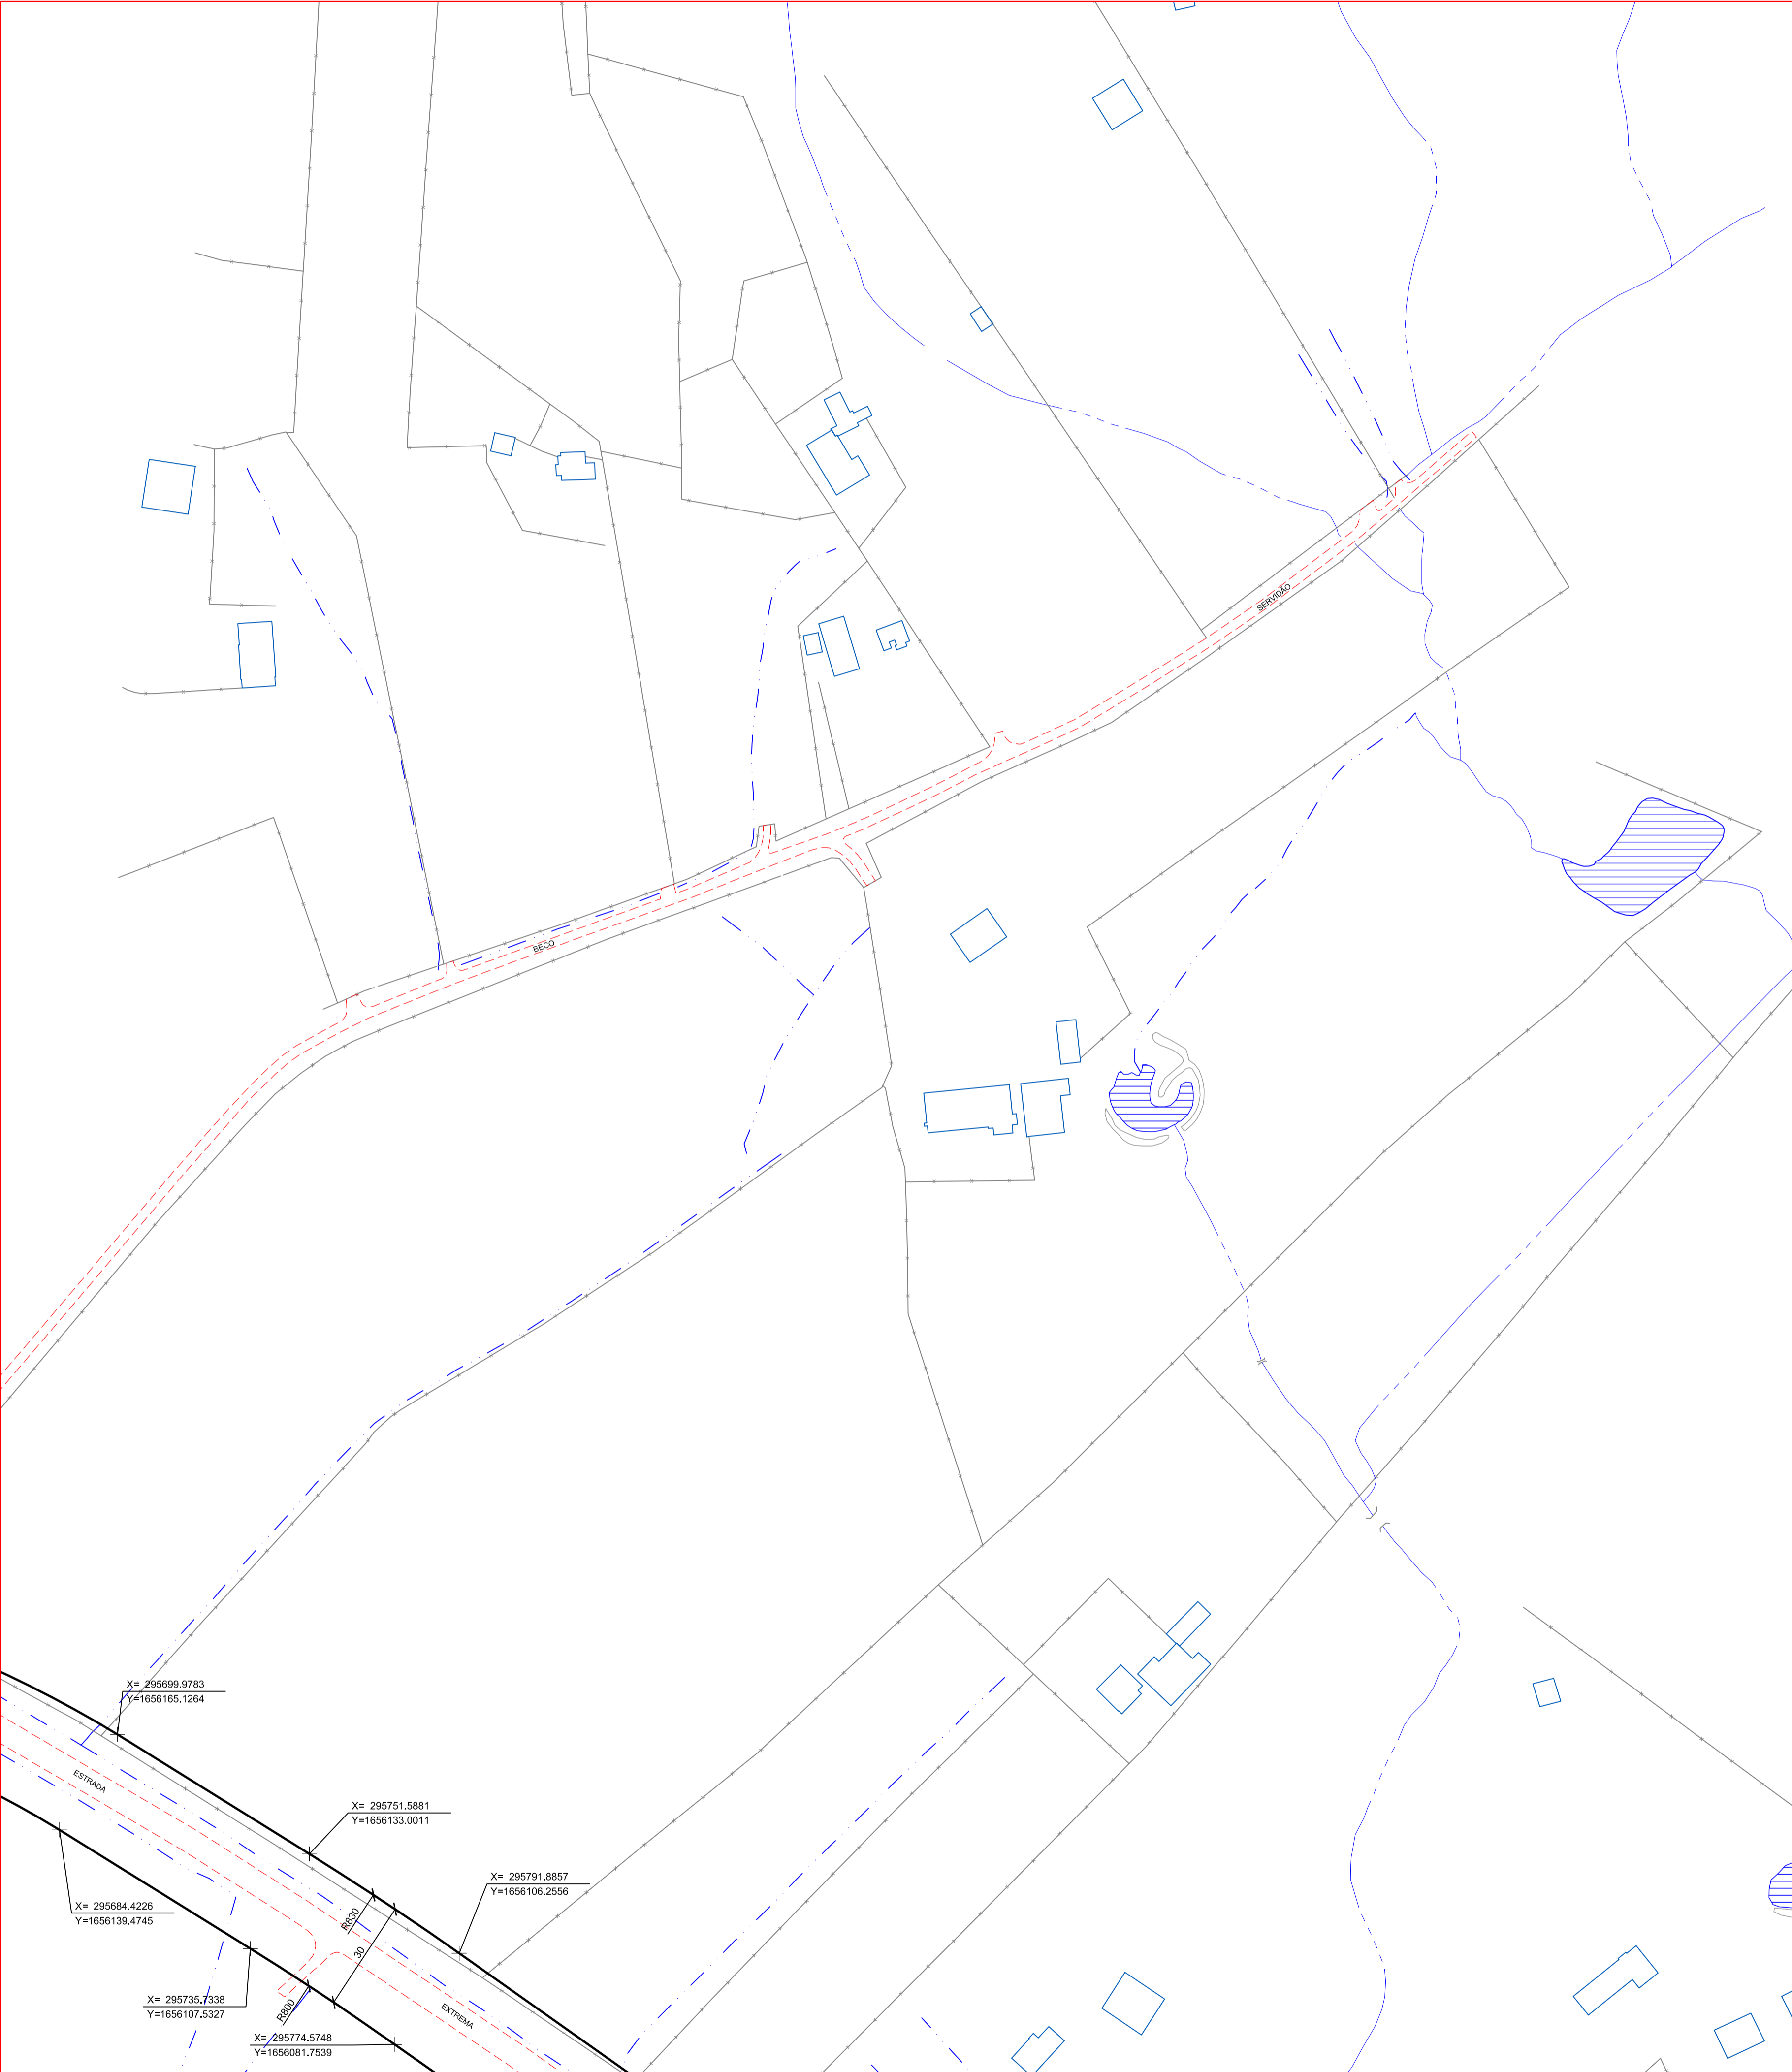 SERVIDÃO
BECO
X= 295699.9783
Y=1656165.1264
ESTRADA
X= 295751.5881
Y=1656133.0011
X= 295791.8857
Y=1656106.2556
X= 295684.4226
Y=1656139.4745
R830
30
X= 295735.7338
Y=1656107.5327
R800
EXTREMA
X= 295774.5748
Y=1656081.7539